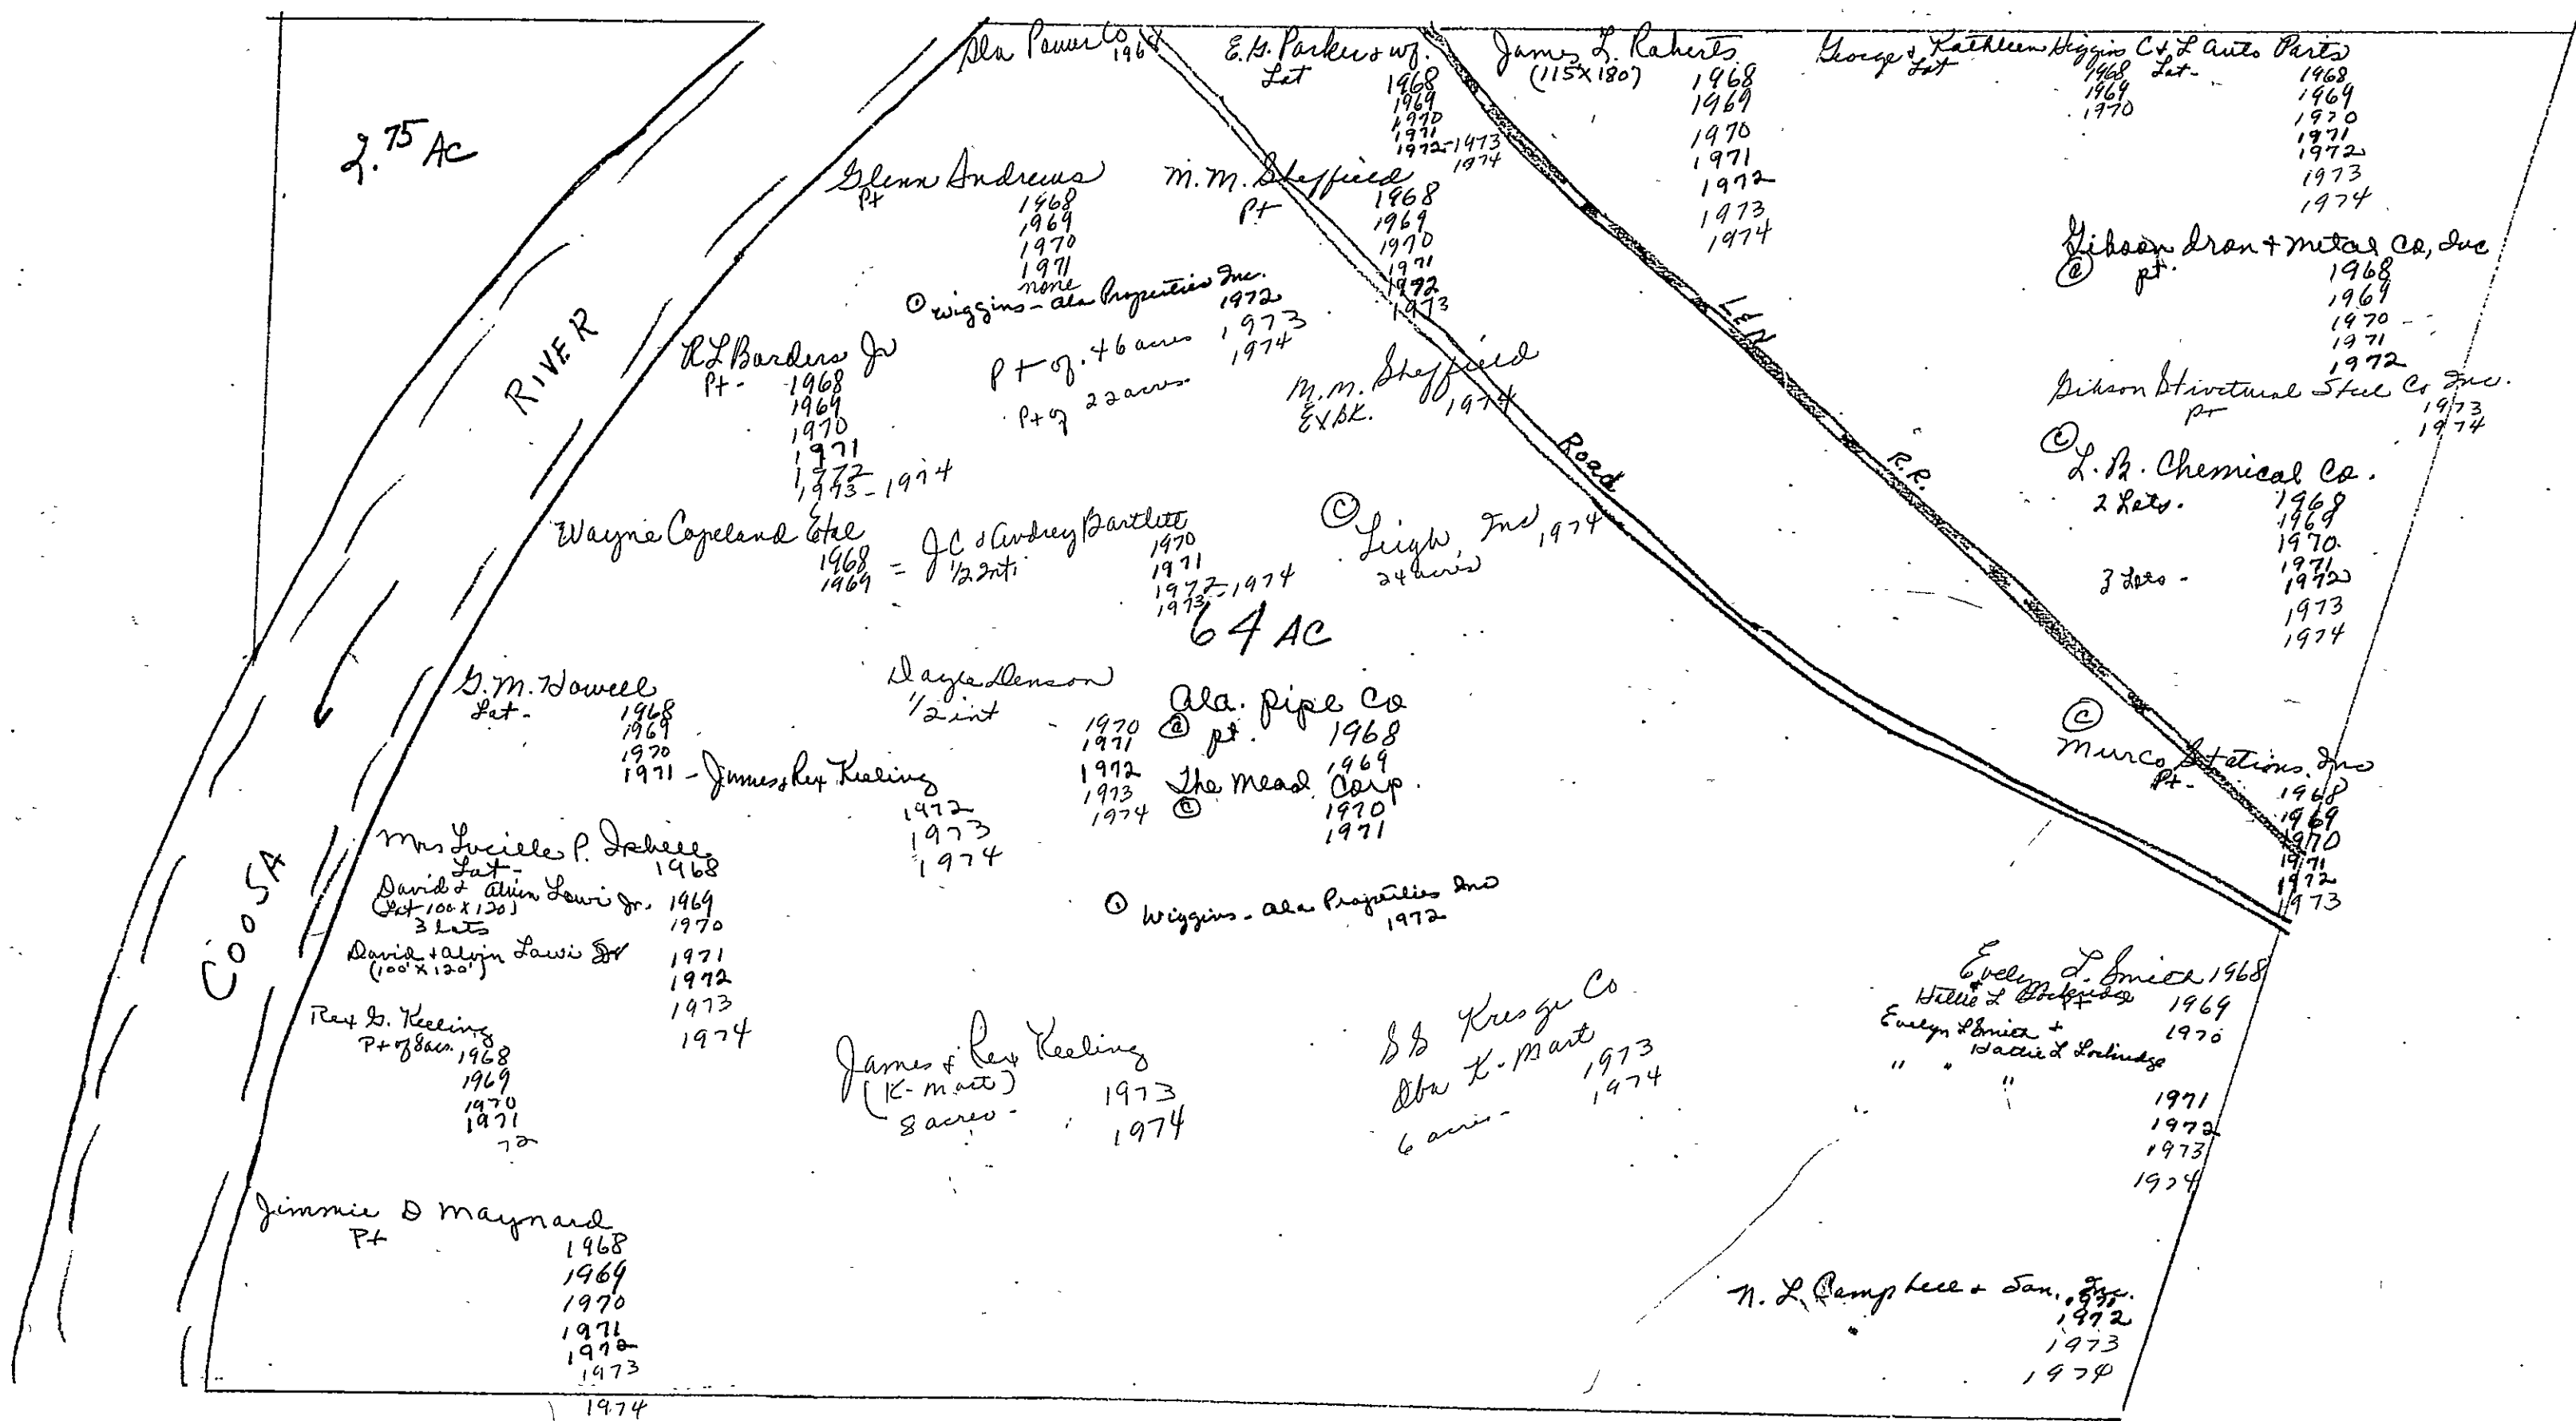 Ala Power Co
196
E. G. Parker & wf.
Lot
1968
1969
1970
1971
1972-1973
1974
James L. Roberts
(115 X 180)
1968
1969
1970
1971
1972
1973
1974
George & Kathleen Higgins
Lot
1968
1969
1970
C & L Auto Parts
Lot-
1968
1969
1970
1971
1972
1973
1974
2.75 AC
Glenn Andrews
Pt
1968
1969
1970
1971
none
M. M. Sheffield
Pt
1968
1969
1970
1971
1972
1973
Gibson Iron & Metal Co, Inc
© pt.
1968
1969
1970
1971
1972
Wiggins - Ala Properties Inc.
1972
Pt of 46 acres 1973
Pt of 22 acres 1974
L & N
R.R.
Road
RIVER
COOSA
R L Borders Jr
Pt - 1968
1969
1970
1971
1972
1973 - 1974
M. M. Sheffield
Ex Bk. 1974
Gibson Structural Steel Co Inc.
pt
1973
1974
© L. B. Chemical Co.
2 Lots. 1968
1969
1970
1971
3 Lots - 1972
1973
1974
Wayne Copeland Etal
1968
1969
= J C & Audrey Bartlett
1/2 Int.
1970
1971
1972-1974
1973
© Leigh, Inc 1974
24 acres
64 AC
G. M. Howell
Lot - 1968
1969
1970
1971 - James & Rex Keeling
1972
1973
1974
Denson
1/2 int - 1970
1971
1972
1973
1974
Ala. Pipe Co
© pt. 1968
1969
The Mead Corp.
© 1970
1971
© Murco Stations, Inc
Pt - 1968
1969
1970
1971
1972
1973
Mrs Lucille P. Isbell
Lot - 1968
David & Alvin Lowi Jr. 1969
(Lot 100 X 120)
3 Lots 1970
David & Alvin Lowi Jr 1971
(100' X 120')
1972
1973
1974
Wiggins - Ala Properties Inc
1972
Rex G. Keeling
Pt of 8 acs. 1968
1969
1970
1971
72
James & Rex Keeling
(K-Mart) 1973
8 acres - 1974
S S Kresge Co
Dba K-Mart 1973
6 acres - 1974
Evelyn L. Smith 1968
Hattie L Lockridge 1969
Pt
Evelyn L Smith + 1970
Hattie L Lockridge
" " "
1971
1972
1973
1974
Jimmie D Maynard
Pt 1968
1969
1970
1971
1972
1973
1974
N. L. Campbell & Son, Inc.
1971
1972
" 1973
1974